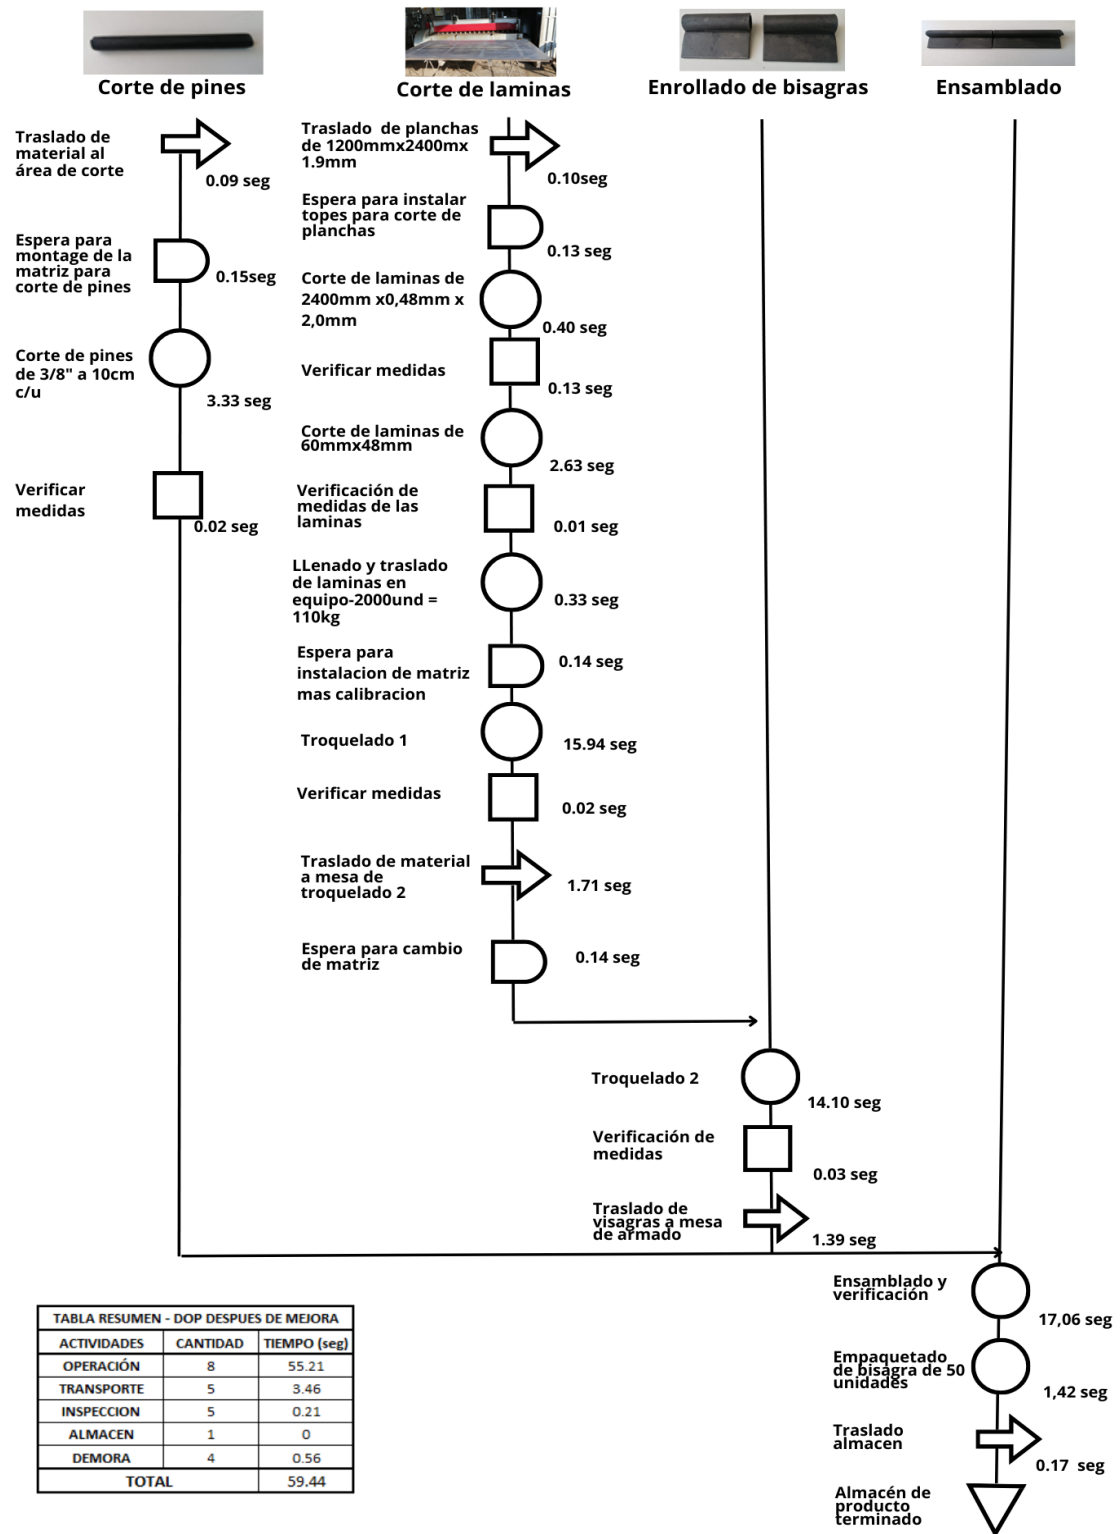 Corte de pines
Corte de laminas
Enrollado de bisagras
Ensamblado
Traslado de
material al
área de corte
0.09 seg
Espera para
montage de la
matriz para
corte de pines
0.15seg
Corte de pines
de 3/8" a 10cm
c/u
3.33 seg
Verificar
medidas
0.02 seg
Traslado de planchas
de 1200mmx2400mx
1.9mm
0.10seg
Espera para instalar
topes para corte de
planchas
0.13 seg
Corte de laminas de
2400mm x0,48mm x
2,0mm
0.40 seg
Verificar medidas
0.13 seg
Corte de laminas de
60mmx48mm
2.63 seg
Verificación de
medidas de las
laminas
0.01 seg
LLenado y traslado
de laminas en
equipo-2000und =
110kg
0.33 seg
Espera para
instalacion de matriz
mas calibracion
0.14 seg
Troquelado 1
15.94 seg
Verificar medidas
0.02 seg
Traslado de material
a mesa de
troquelado 2
1.71 seg
Espera para cambio
de matriz
0.14 seg
Troquelado 2
14.10 seg
Verificación de
medidas
0.03 seg
Traslado de
visagras a mesa
de armado
1.39 seg
Ensamblado y
verificación
17,06 seg
Empaquetado
de bisagra de 50
unidades
1,42 seg
Traslado
almacen
0.17 seg
Almacén de
producto
terminado
TABLA RESUMEN - DOP DESPUES DE MEJORA
ACTIVIDADES CANTIDAD TIEMPO (seg)
OPERACIÓN 8 55.21
TRANSPORTE 5 3.46
INSPECCION 5 0.21
ALMACEN 1 0
DEMORA 4 0.56
TOTAL 59.44